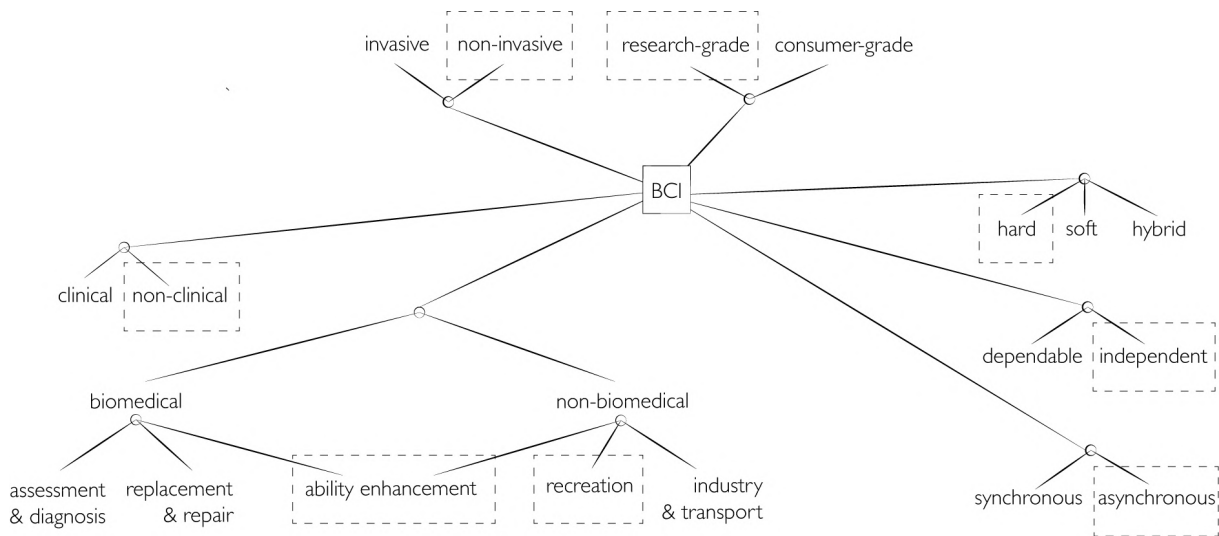 invasive non-invasive research-grade consumer-grade
BCI
hard soft hybrid
clinical non-clinical
dependable independent
biomedical non-biomedical
assessment replacement ability enhancement recreation industry synchronous asynchronous
& diagnosis & repair & transport